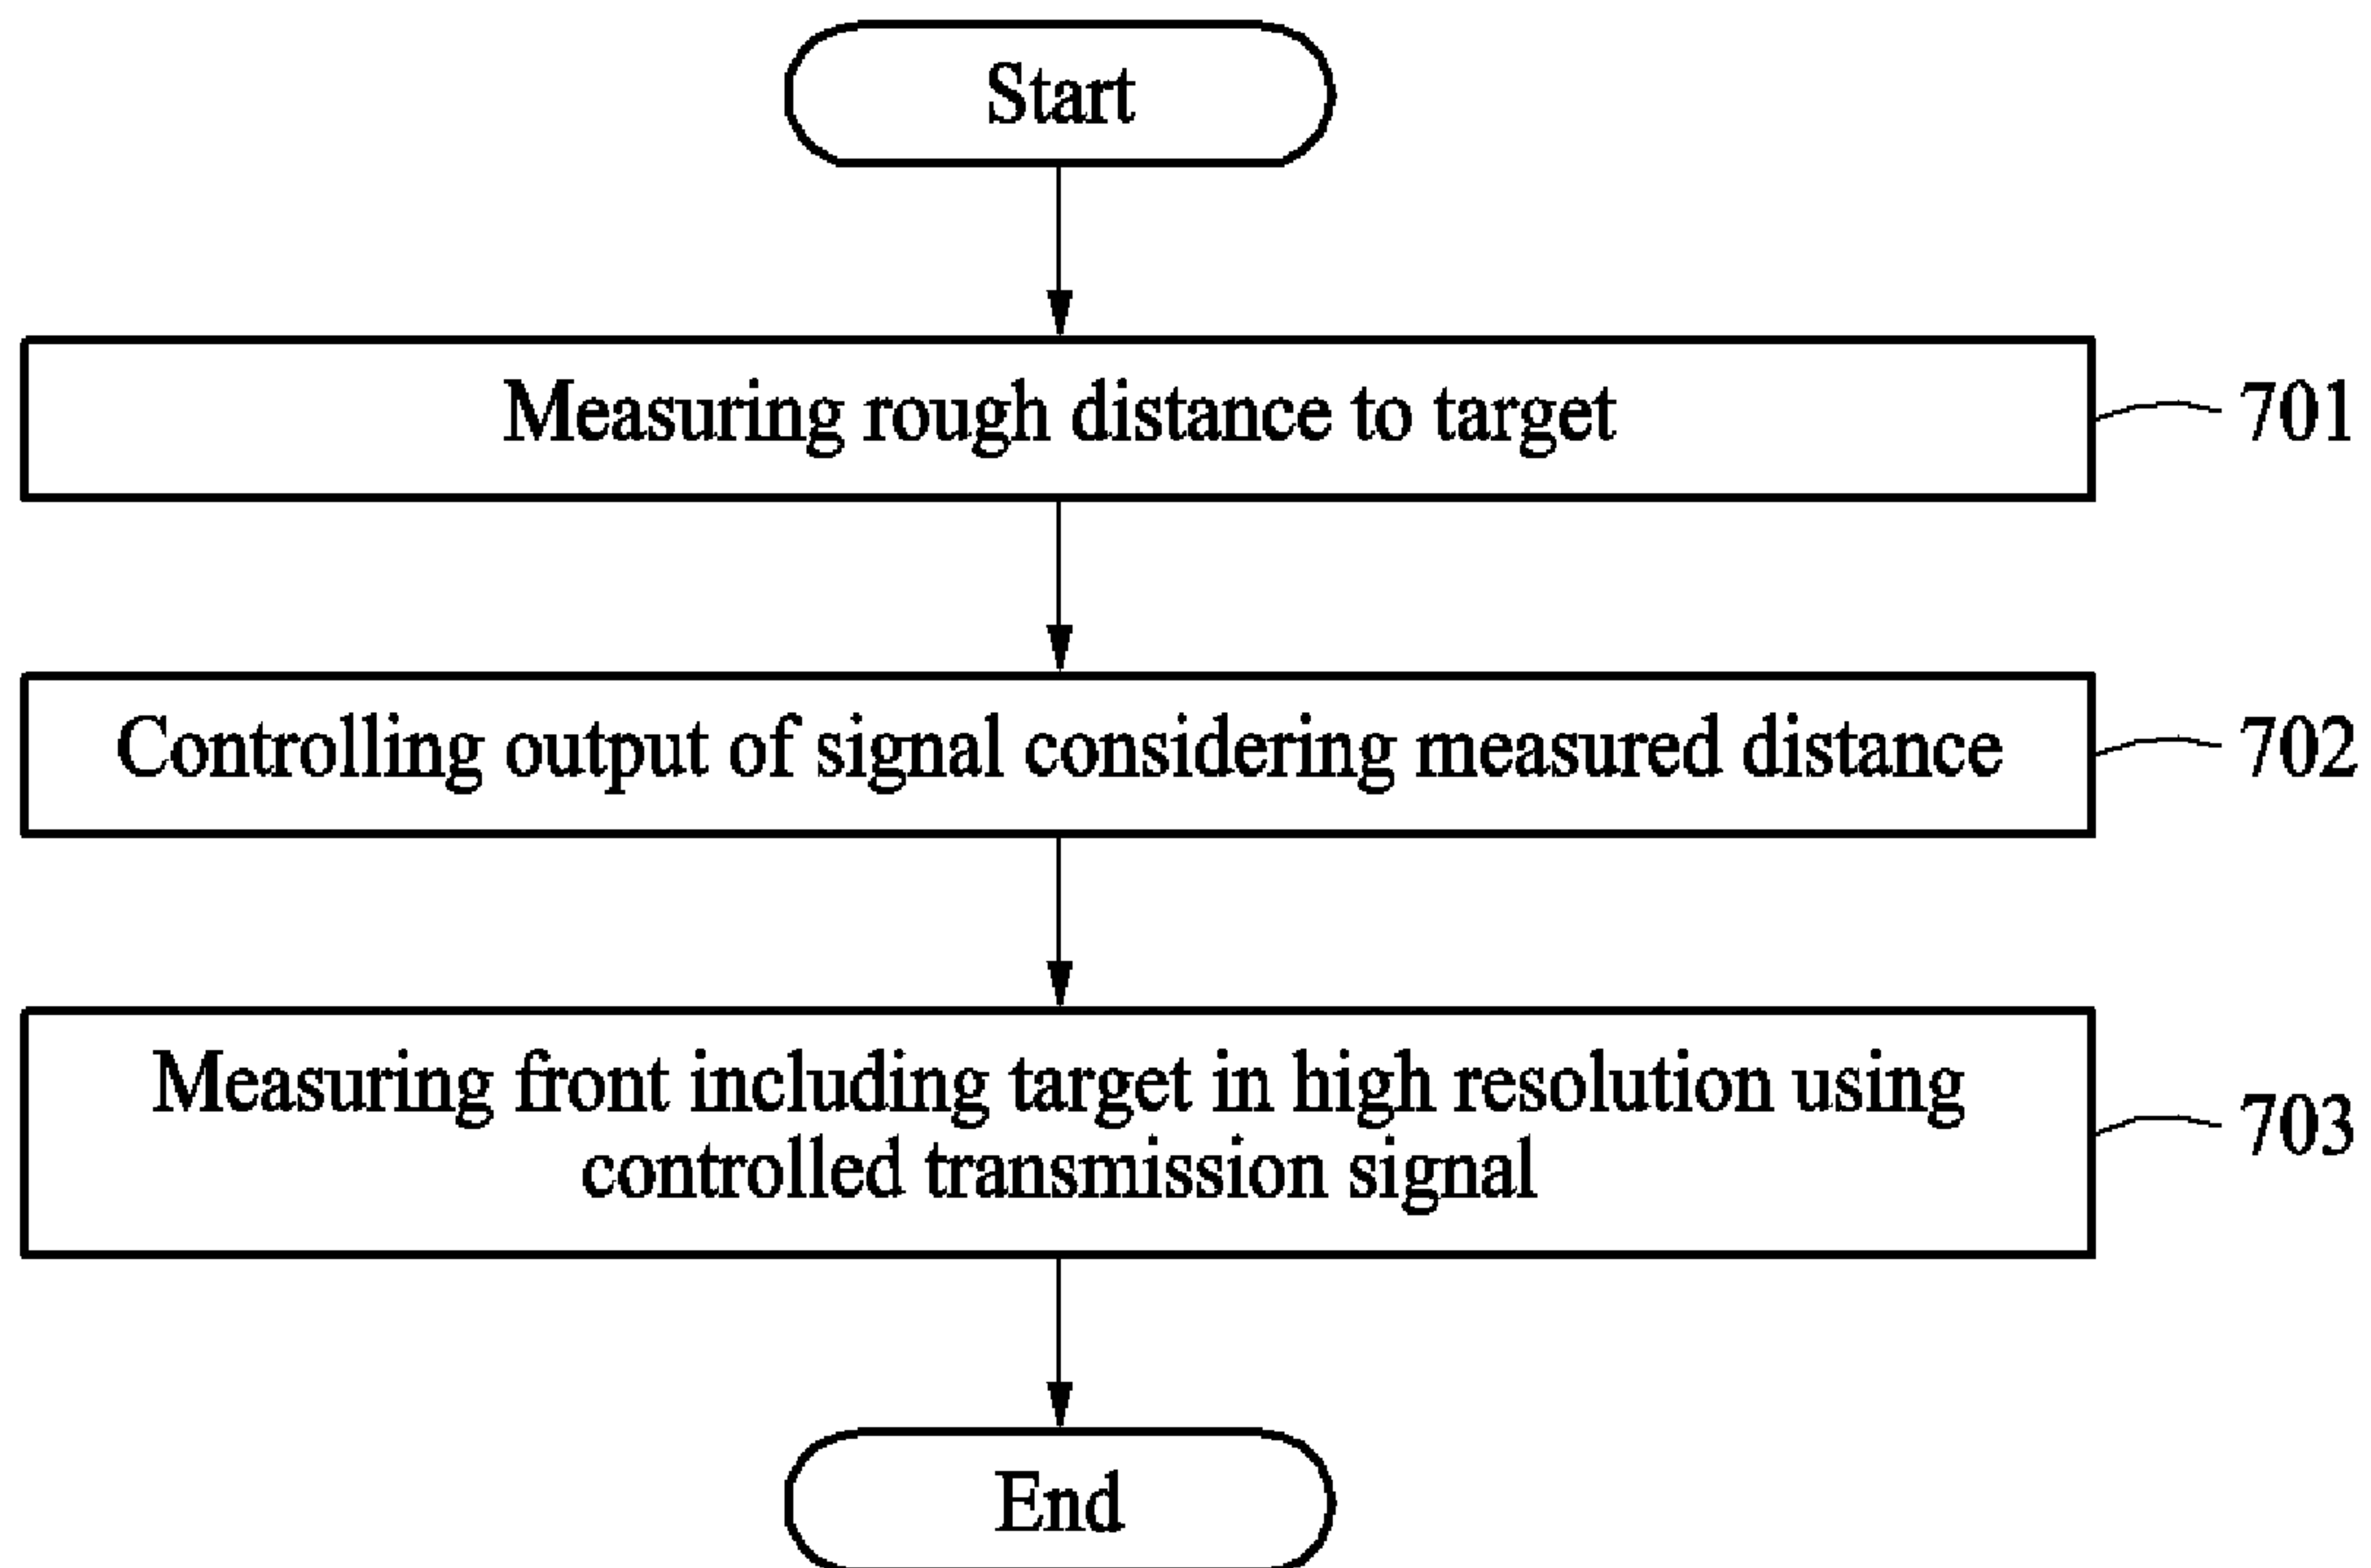 Start
Measuring rough distance to target
701
Controlling output of signal considering measured distance
702
Measuring front including target in high resolution using
controlled transmission signal
703
End